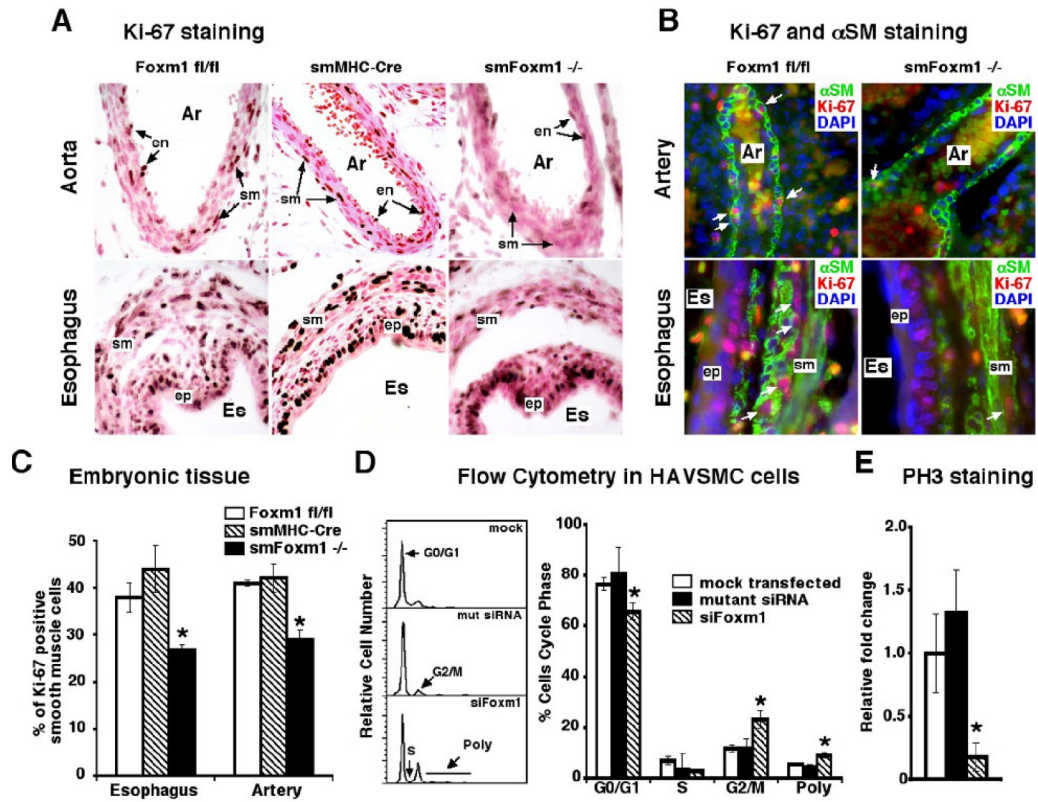 A Ki-67 staining
Foxm1 fl/fl smMHC-Cre smFoxm1 -/-
Aorta
Ar
en
sm
Ar
sm
en
en
Ar
sm
Esophagus
sm
ep
Es
sm
ep
Es
sm
ep
Es
B Ki-67 and αSM staining
Foxm1 fl/fl smFoxm1 -/-
Artery
αSM
Ki-67
DAPI
Ar
αSM
Ki-67
DAPI
Ar
Esophagus
αSM
Ki-67
DAPI
Es
ep
sm
αSM
Ki-67
DAPI
ep
Es
sm
C Embryonic tissue
Foxm1 fl/fl
smMHC-Cre
smFoxm1 -/-
% of Ki-67 positive
smooth muscle cells
50
40
30
20
10
0
*
*
Esophagus Artery
D Flow Cytometry in HAVSMC cells
Relative Cell Number
mock
G0/G1
mut siRNA
G2/M
siFoxm1
S
Poly
% Cells Cycle Phase
100
80
60
40
20
0
mock transfected
mutant siRNA
siFoxm1
*
*
*
G0/G1 S G2/M Poly
E PH3 staining
Relative fold change
2.0
1.5
1.0
0.5
0
*